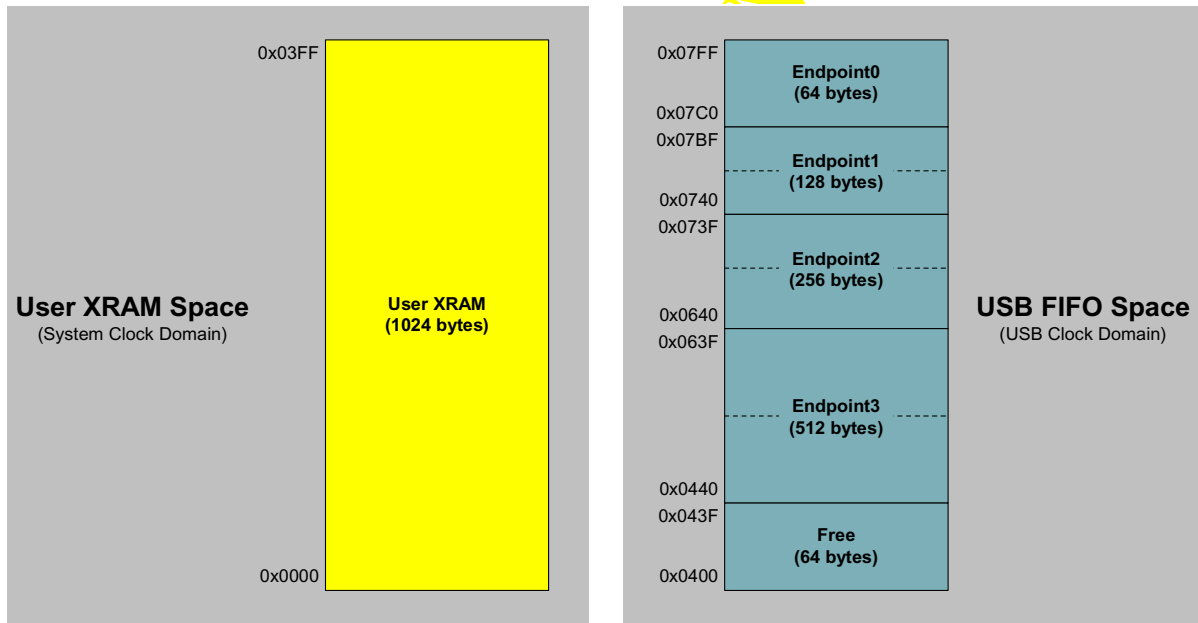 0x03FF
User XRAM Space
(System Clock Domain)
User XRAM
(1024 bytes)
0x0000
0x07FF
Endpoint0
(64 bytes)
0x07C0
0x07BF
Endpoint1
(128 bytes)
0x0740
0x073F
Endpoint2
(256 bytes)
0x0640
0x063F
Endpoint3
(512 bytes)
0x0440
0x043F
Free
(64 bytes)
0x0400
USB FIFO Space
(USB Clock Domain)